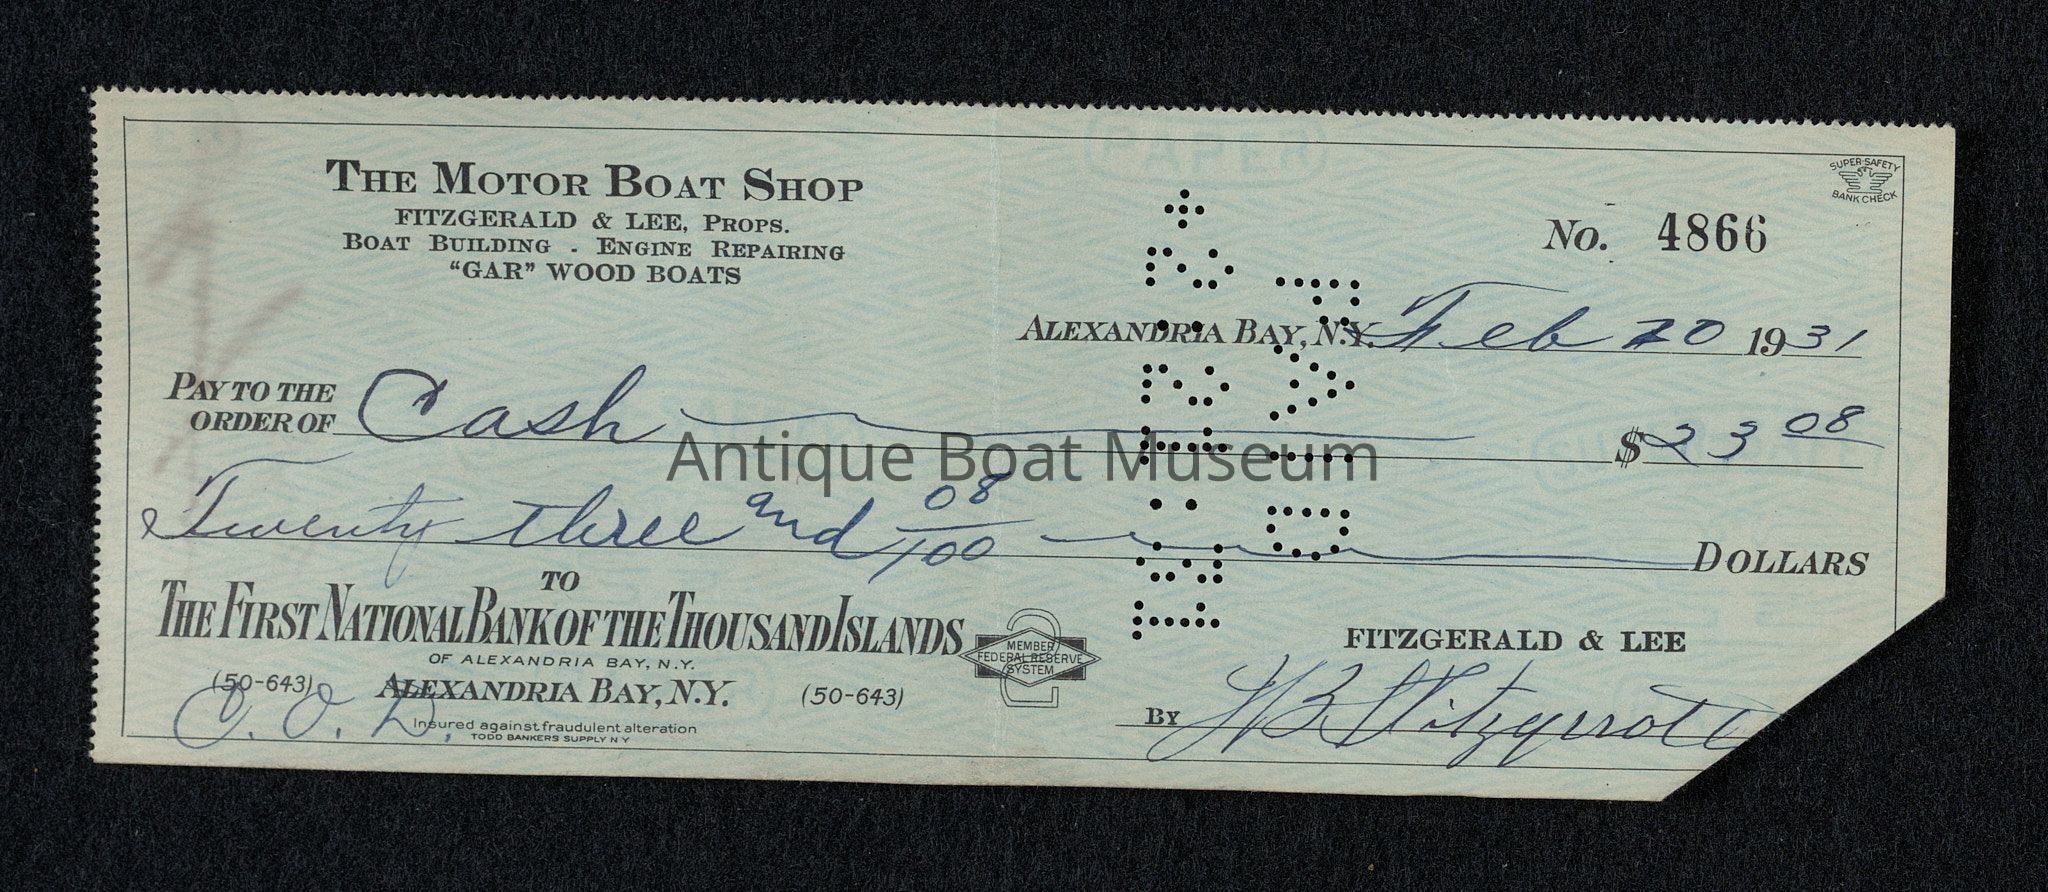 THE MOTOR BOAT SHOP
FITZGERALD & LEE, PROPS.
BOAT BUILDING - ENGINE REPAIRING
"GAR" WOOD BOATS
SUPER-SAFETY
BANK CHECK
No. 4866
ALEXANDRIA BAY, N.Y. Feb 20 1931
PAY TO THE
ORDER OF Cash $23 08
Antique Boat Museum
Twenty three and 08/100 DOLLARS
TO
THE FIRST NATIONAL BANK OF THE THOUSAND ISLANDS
OF ALEXANDRIA BAY, N.Y.
(50-643) ALEXANDRIA BAY, N.Y. (50-643)
MEMBER
FEDERAL RESERVE
SYSTEM
FITZGERALD & LEE
C. O. D.
Insured against fraudulent alteration
TODD BANKERS SUPPLY N Y
BY H B Fitzgerald
PAPER